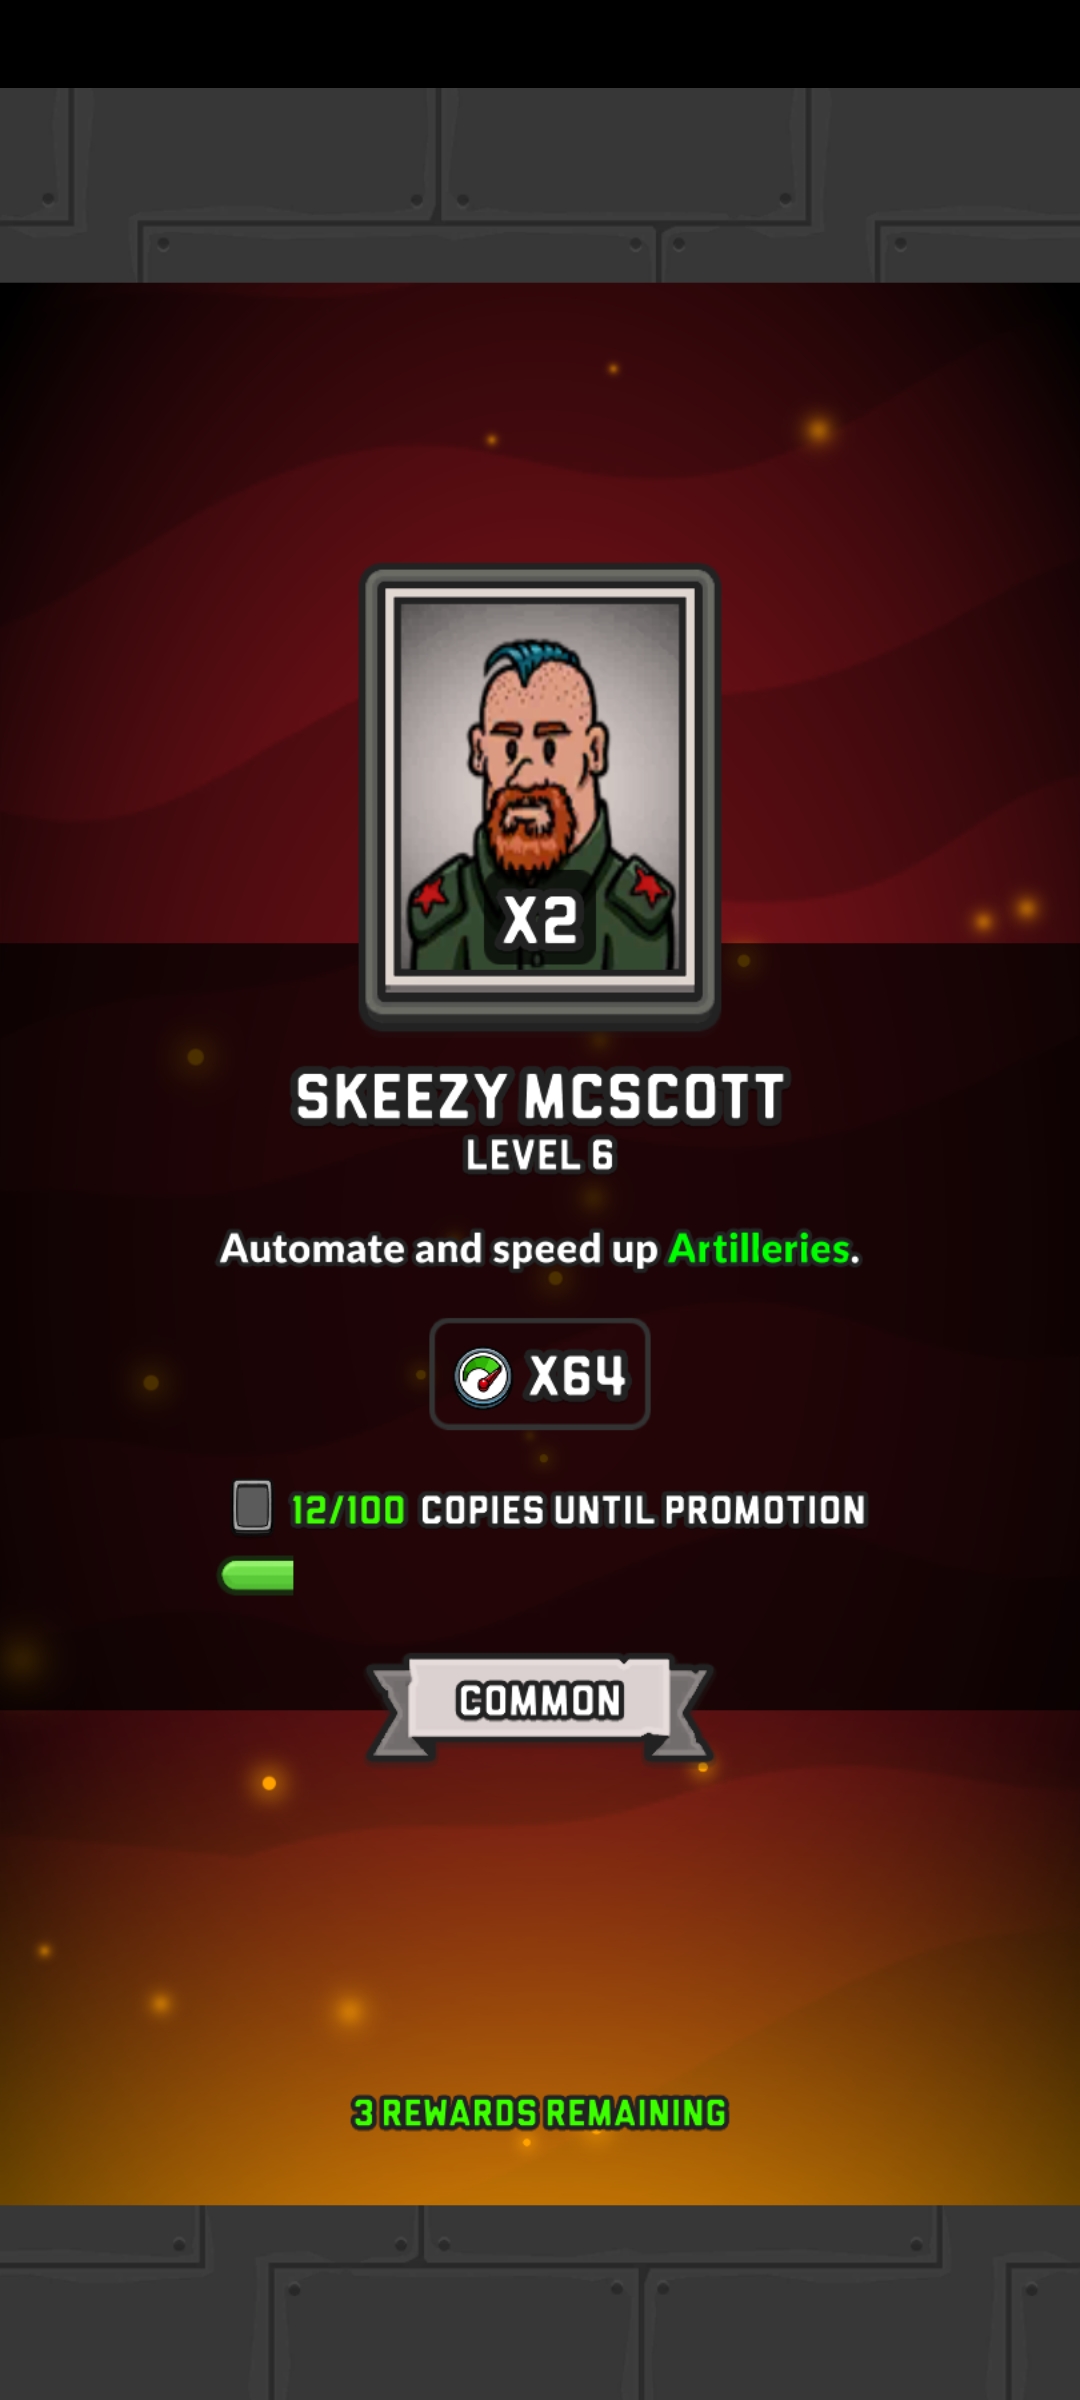 X2
SKEEZY MCSCOTT
LEVEL 6
Automate and speed up Artilleries.
X64
12/100 COPIES UNTIL PROMOTION
COMMON
3 REWARDS REMAINING